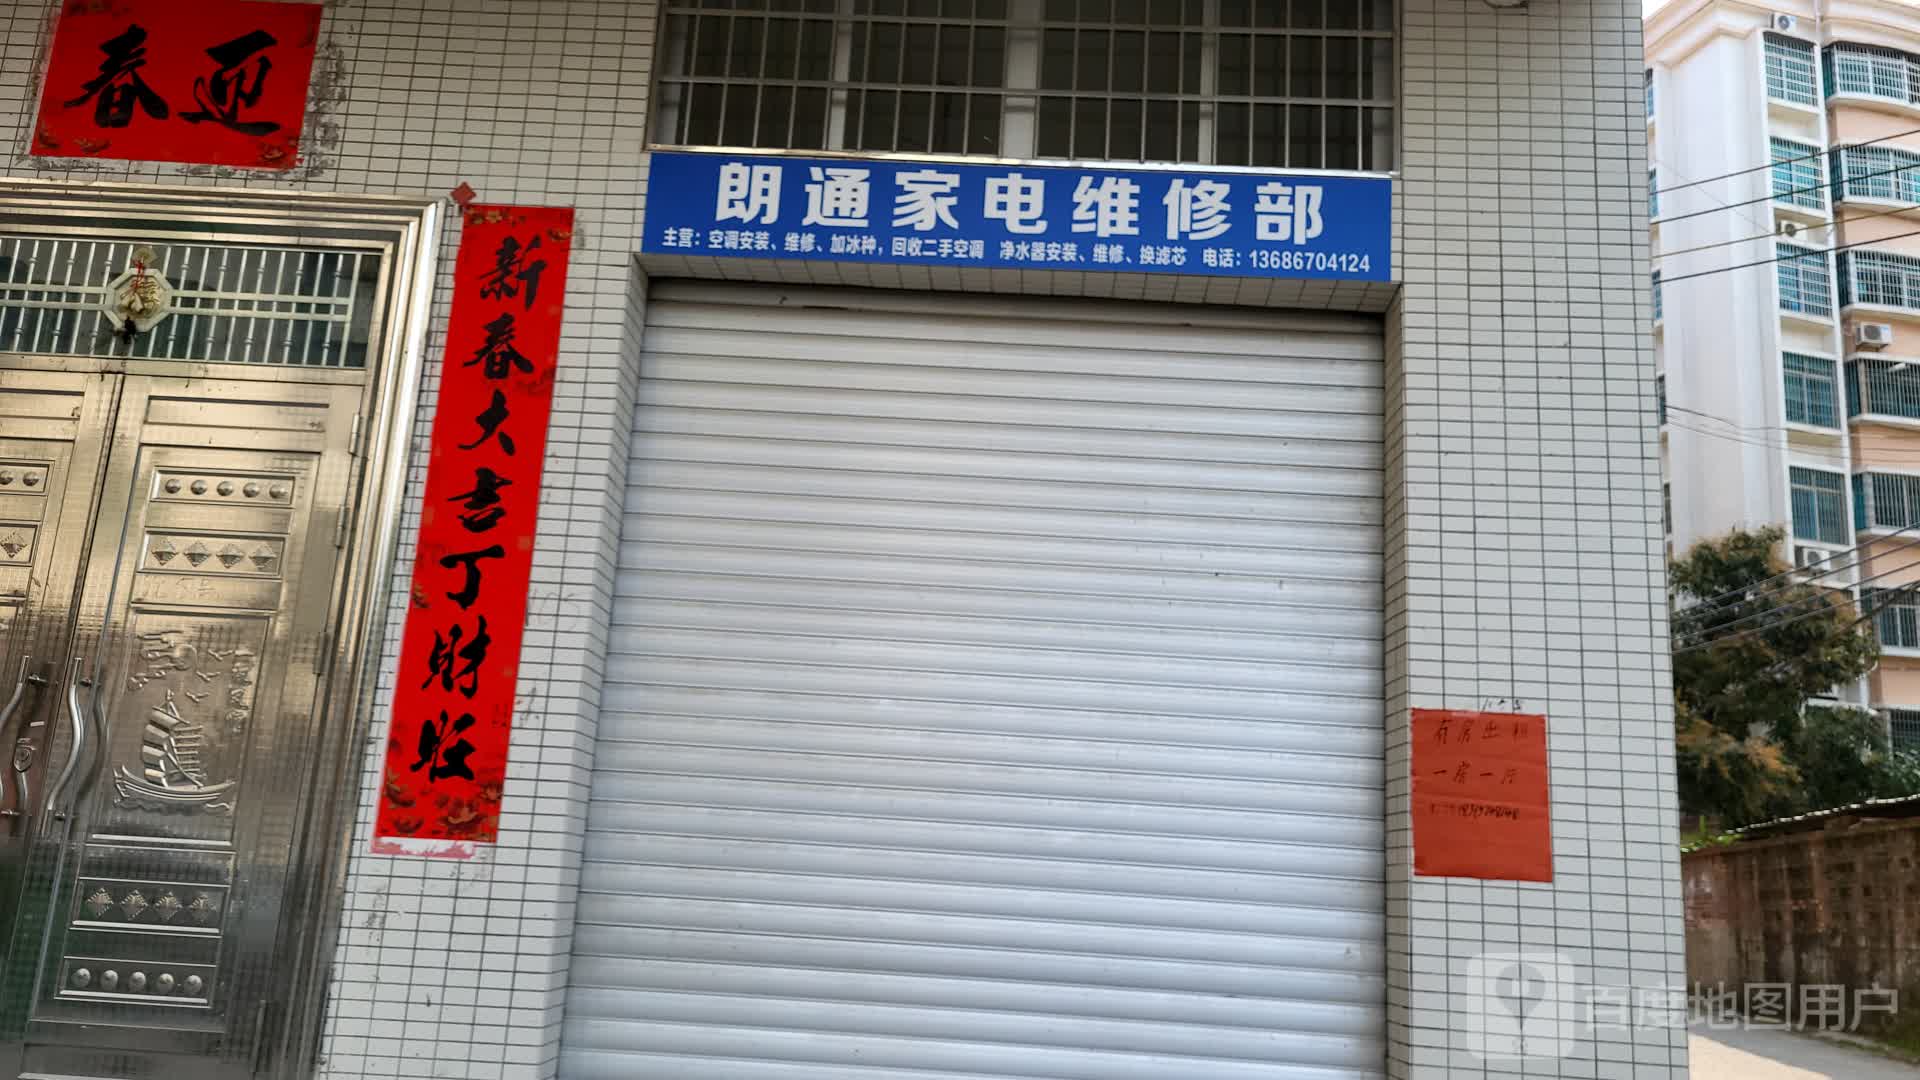 春迎
新春大吉丁财旺
朗通家电维修部
主营：空调安装、维修、加冰种，回收二手空调 净水器安装、维修、换滤芯 电话：13686704124
有房出租
一房一厅
百度地图用户